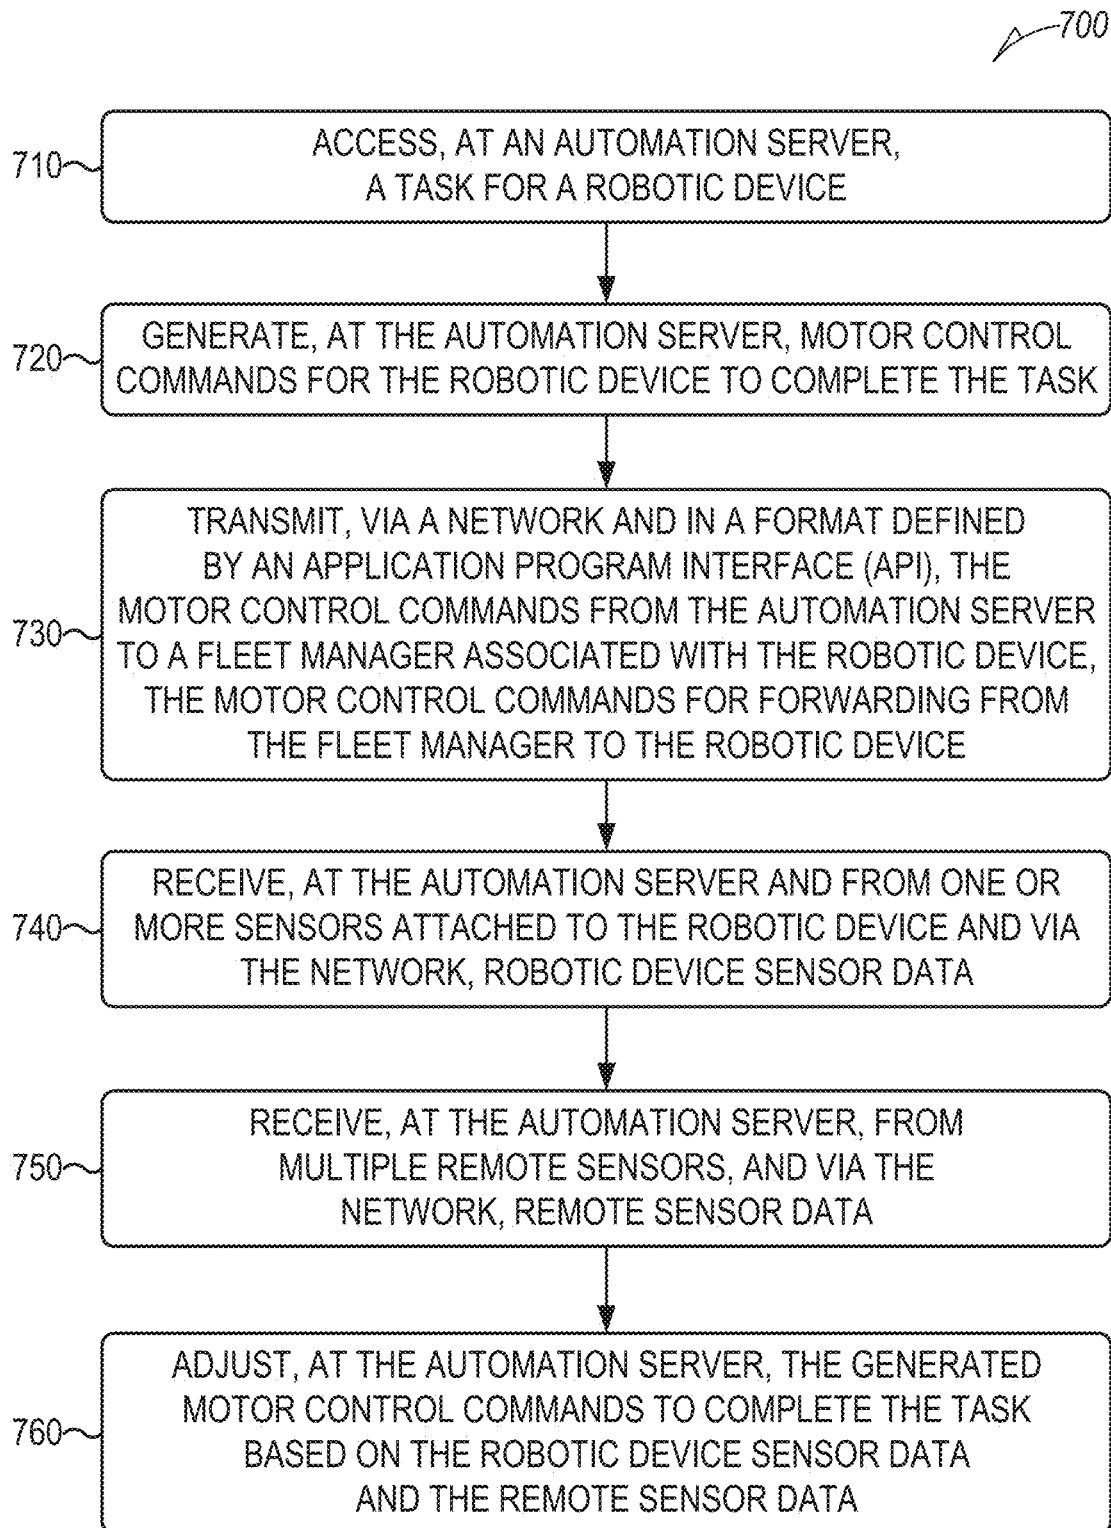 700
710
ACCESS, AT AN AUTOMATION SERVER,
A TASK FOR A ROBOTIC DEVICE
720
GENERATE, AT THE AUTOMATION SERVER, MOTOR CONTROL
COMMANDS FOR THE ROBOTIC DEVICE TO COMPLETE THE TASK
730
TRANSMIT, VIA A NETWORK AND IN A FORMAT DEFINED
BY AN APPLICATION PROGRAM INTERFACE (API), THE
MOTOR CONTROL COMMANDS FROM THE AUTOMATION SERVER
TO A FLEET MANAGER ASSOCIATED WITH THE ROBOTIC DEVICE,
THE MOTOR CONTROL COMMANDS FOR FORWARDING FROM
THE FLEET MANAGER TO THE ROBOTIC DEVICE
740
RECEIVE, AT THE AUTOMATION SERVER AND FROM ONE OR
MORE SENSORS ATTACHED TO THE ROBOTIC DEVICE AND VIA
THE NETWORK, ROBOTIC DEVICE SENSOR DATA
750
RECEIVE, AT THE AUTOMATION SERVER, FROM
MULTIPLE REMOTE SENSORS, AND VIA THE
NETWORK, REMOTE SENSOR DATA
760
ADJUST, AT THE AUTOMATION SERVER, THE GENERATED
MOTOR CONTROL COMMANDS TO COMPLETE THE TASK
BASED ON THE ROBOTIC DEVICE SENSOR DATA
AND THE REMOTE SENSOR DATA